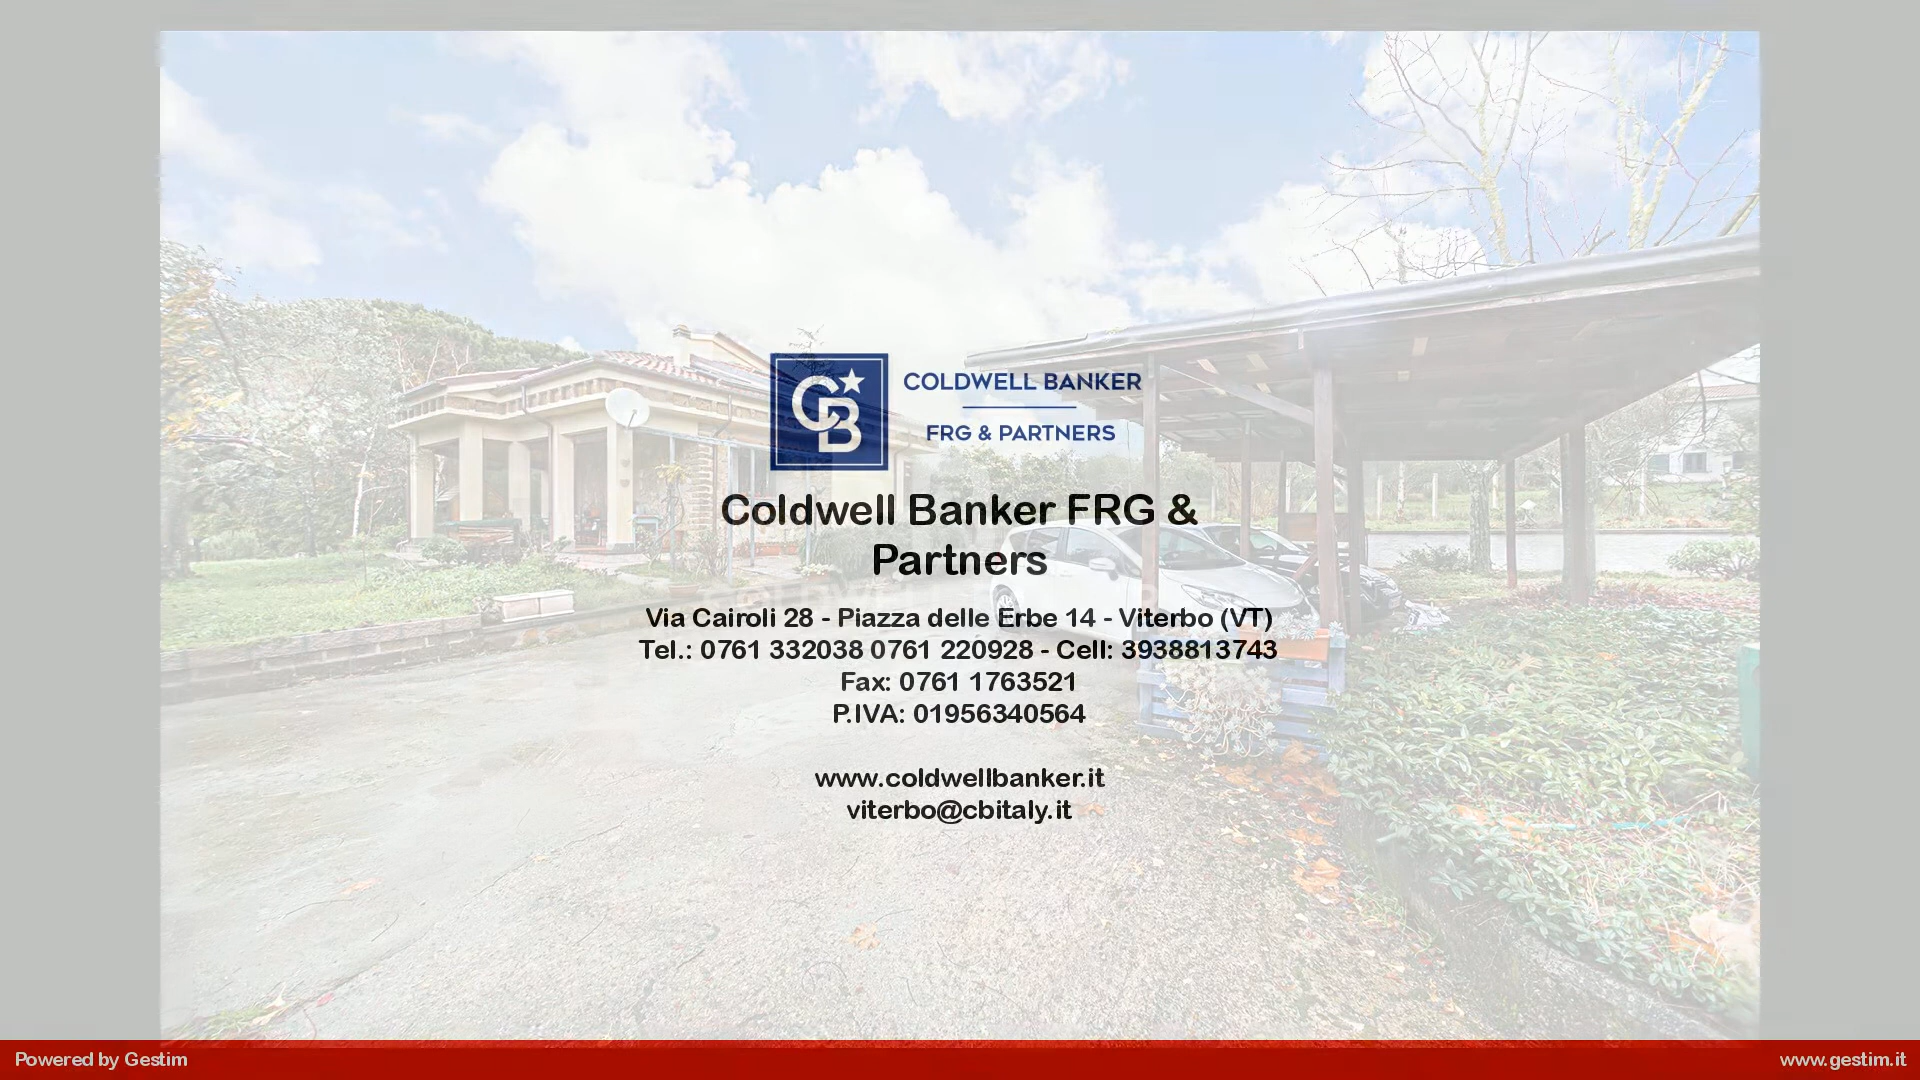 CB
COLDWELL BANKER
FRG & PARTNERS
Coldwell Banker FRG &
Partners
Via Cairoli 28 - Piazza delle Erbe 14 - Viterbo (VT)
Tel.: 0761 332038 0761 220928 - Cell: 3938813743
Fax: 0761 1763521
P.IVA: 01956340564
www.coldwellbanker.it
viterbo@cbitaly.it
Powered by Gestim
www.gestim.it